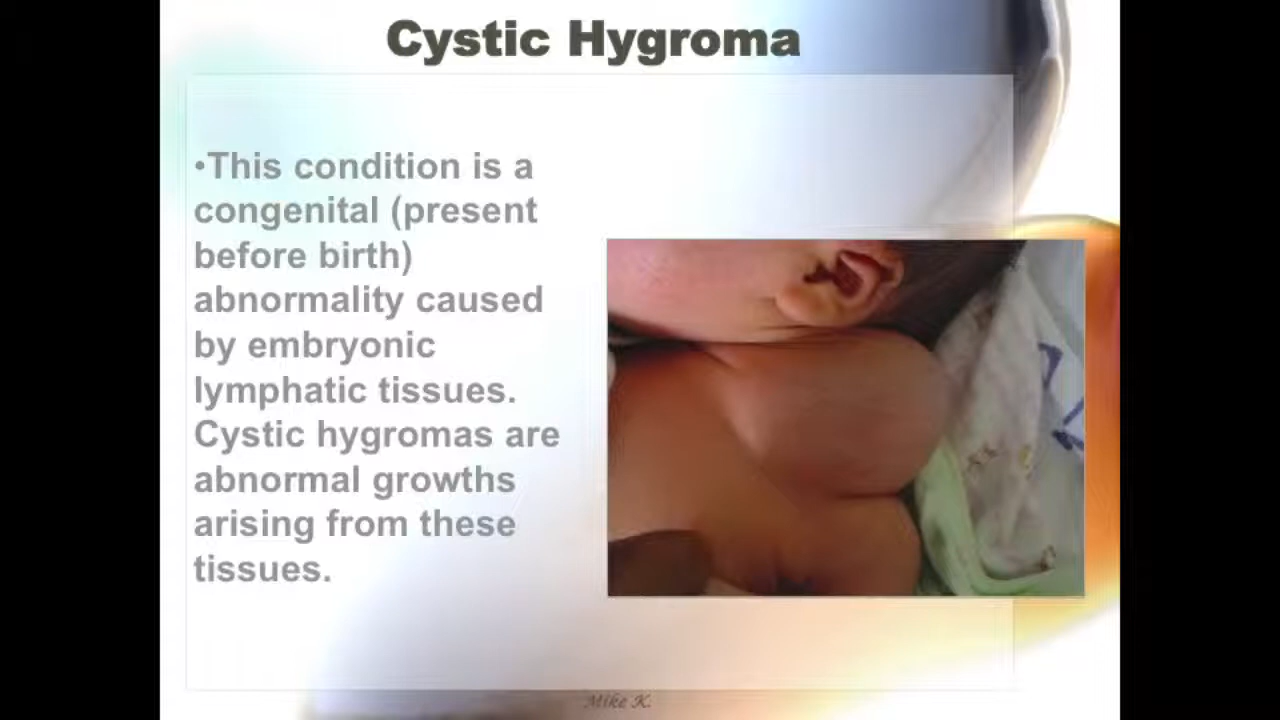 Cystic Hygroma
•This condition is a
congenital (present
before birth)
abnormality caused
by embryonic
lymphatic tissues.
Cystic hygromas are
abnormal growths
arising from these
tissues.
Mike K.